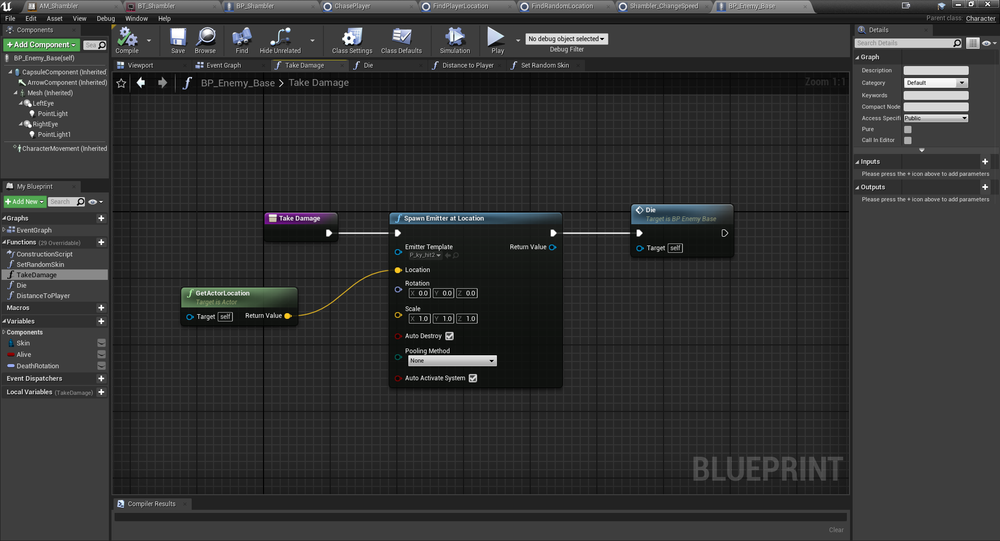 AM_Shambler
BT_Shambler
BP_Shambler
ChasePlayer
FindPlayerLocation
FindRandomLocation
Shambler_ChangeSpeed
BP_Enemy_Base
File Edit Asset View Debug Window Help
Parent class: Character
Components
+Add Component
Sea
BP_Enemy_Base(self)
CapsuleComponent (Inherited)
ArrowComponent (Inherited)
Mesh (Inherited)
LeftEye
PointLight
RightEye
PointLight1
CharacterMovement (Inherited
My Blueprint
+Add New
Search
Graphs
EventGraph
Functions (29 Overridable)
ConstructionScript
SetRandomSkin
TakeDamage
Die
DistanceToPlayer
Macros
Variables
Components
Skin
Alive
DeathRotation
Event Dispatchers
Local Variables (TakeDamage)
Compile
Save
Browse
Find
Hide Unrelated
Class Settings
Class Defaults
Simulation
Play
No debug object selected
Debug Filter
Viewport
Event Graph
Take Damage
Die
Distance to Player
Set Random Skin
BP_Enemy_Base > Take Damage
Zoom 1:1
Take Damage
GetActorLocation
Target is Actor
Target self
Return Value
Spawn Emitter at Location
Emitter Template
P_ky_hit2
Return Value
Location
Rotation
X 0.0 Y 0.0 Z 0.0
Scale
X 1.0 Y 1.0 Z 1.0
Auto Destroy
Pooling Method
None
Auto Activate System
Die
Target is BP Enemy Base
Target self
BLUEPRINT
Compiler Results
Clear
Details
Search Details
Graph
Description
Category Default
Keywords
Compact Node
Access Specifi Public
Pure
Call In Editor
Inputs
Please press the + icon above to add parameters
Outputs
Please press the + icon above to add parameters